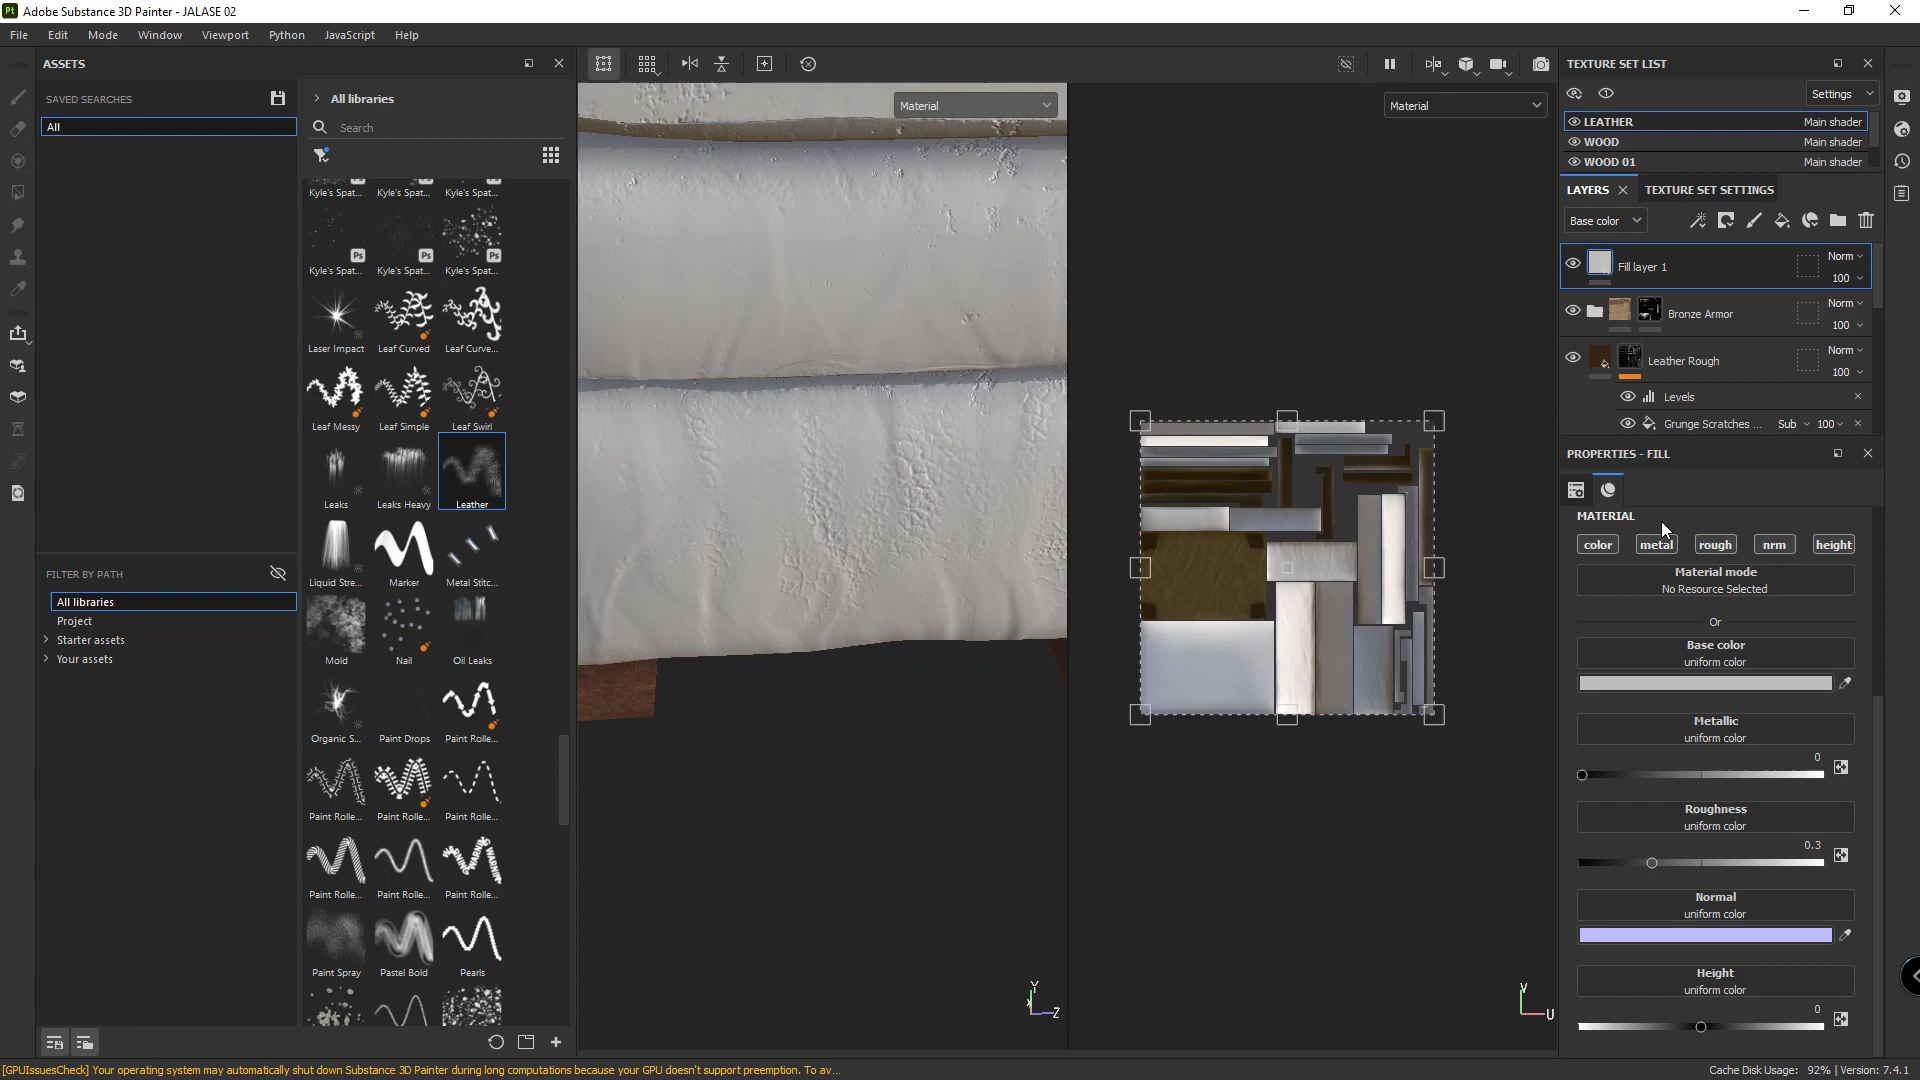 Adobe Substance 3D Painter - JALASE 02
File Edit Mode Window Viewport Python JavaScript Help
ASSETS
SAVED SEARCHES
All
All libraries
Search
Kyle's Spat... Kyle's Spat... Kyle's Spat...
Kyle's Spat... Kyle's Spat... Kyle's Spat...
Laser Impact Leaf Curved Leaf Curve...
Leaf Messy Leaf Simple Leaf Swirl
Leaks Leaks Heavy Leather
Liquid Stre... Marker Metal Stitc...
Mold Nail Oil Leaks
Organic S... Paint Drops Paint Rolle...
Paint Rolle... Paint Rolle... Paint Rolle...
Paint Rolle... Paint Rolle... Paint Rolle...
Paint Spray Pastel Bold Pearls
FILTER BY PATH
All libraries
Project
Starter assets
Your assets
Material
Material
Y
X
Z
V
U
TEXTURE SET LIST
Settings
LEATHER Main shader
WOOD Main shader
WOOD 01 Main shader
LAYERS TEXTURE SET SETTINGS
Base color
Fill layer 1 Norm 100
Bronze Armor Norm 100
Leather Rough Norm 100
Levels
Grunge Scratches ... Sub 100
PROPERTIES - FILL
MATERIAL
color metal rough nrm height
Material mode
No Resource Selected
Or
Base color
uniform color
Metallic
uniform color
0
Roughness
uniform color
0.3
Normal
uniform color
Height
uniform color
0
[GPUIssuesCheck] Your operating system may automatically shut down Substance 3D Painter during long computations because your GPU doesn't support preemption. To av...
Cache Disk Usage: 92% | Version: 7.4.1